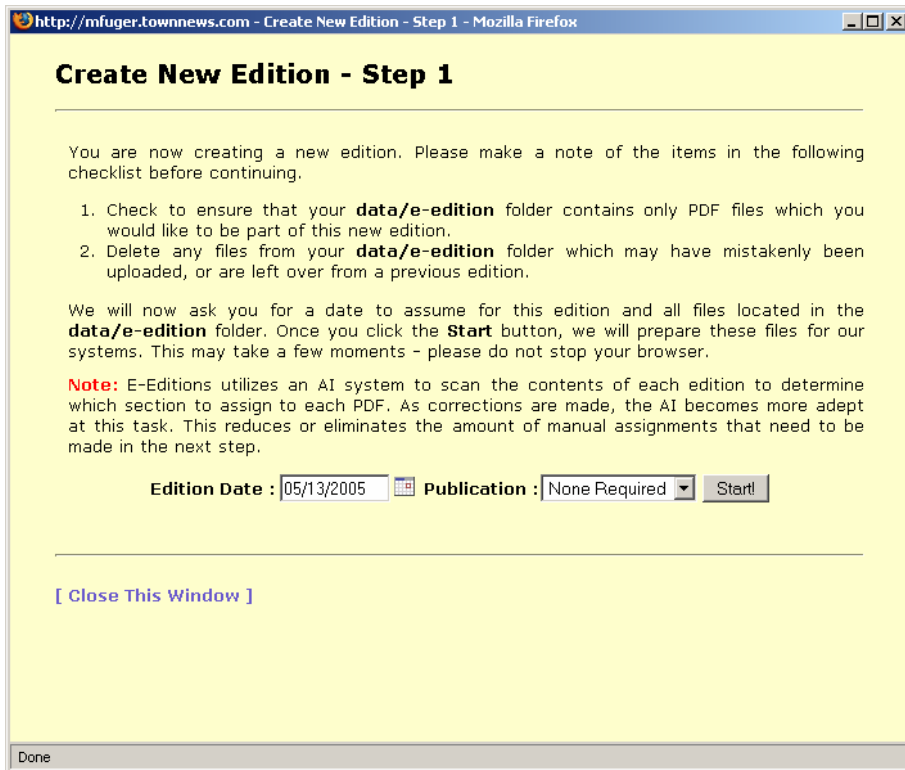 http://mfuger.townnews.com - Create New Edition - Step 1 - Mozilla Firefox
Create New Edition - Step 1
You are now creating a new edition. Please make a note of the items in the following
checklist before continuing.
1. Check to ensure that your data/e-edition folder contains only PDF files which you
would like to be part of this new edition.
2. Delete any files from your data/e-edition folder which may have mistakenly been
uploaded, or are left over from a previous edition.
We will now ask you for a date to assume for this edition and all files located in the
data/e-edition folder. Once you click the Start button, we will prepare these files for our
systems. This may take a few moments - please do not stop your browser.
Note: E-Editions utilizes an AI system to scan the contents of each edition to determine
which section to assign to each PDF. As corrections are made, the AI becomes more adept
at this task. This reduces or eliminates the amount of manual assignments that need to be
made in the next step.
Edition Date : 05/13/2005 Publication : None Required Start!
[ Close This Window ]
Done